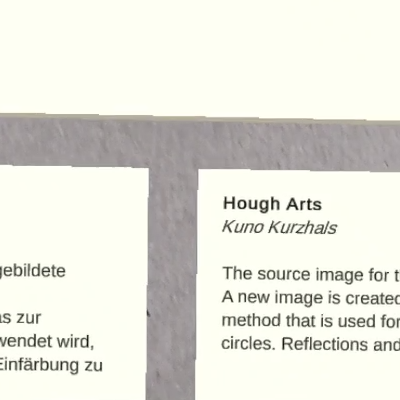 gebildete
as zur
wendet wird,
Einfärbung zu
Hough Arts
Kuno Kurzhals
The source image for
A new image is created
method that is used for
circles. Reflections and